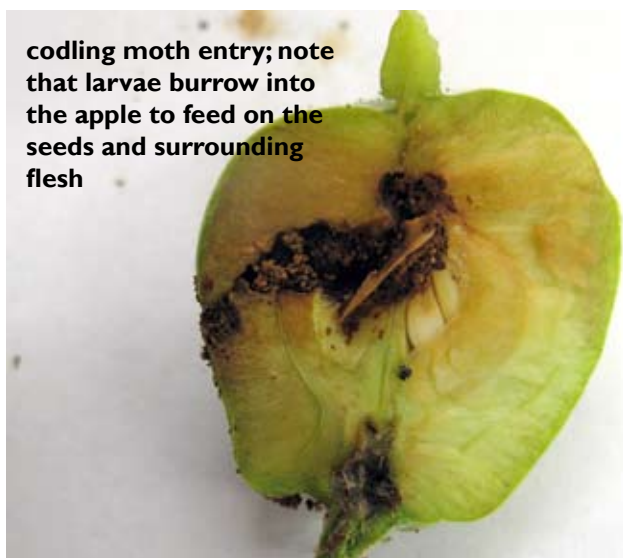 codling moth entry; note
that larvae burrow into
the apple to feed on the
seeds and surrounding
flesh